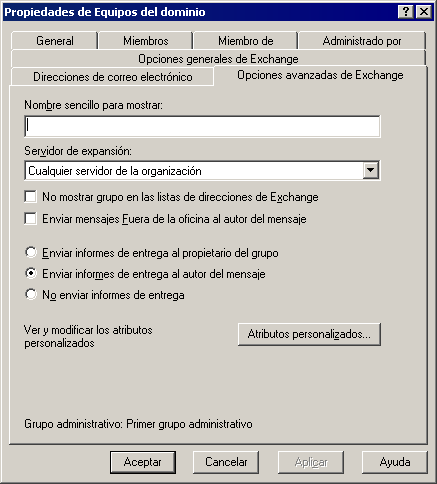 Propiedades de Equipos del dominio
General Miembros Miembro de Administrado por
Opciones generales de Exchange
Direcciones de correo electrónico Opciones avanzadas de Exchange
Nombre sencillo para mostrar:
Servidor de expansión:
Cualquier servidor de la organización
No mostrar grupo en las listas de direcciones de Exchange
Enviar mensajes Fuera de la oficina al autor del mensaje
Enviar informes de entrega al propietario del grupo
Enviar informes de entrega al autor del mensaje
No enviar informes de entrega
Ver y modificar los atributos
personalizados
Atributos personalizados...
Grupo administrativo: Primer grupo administrativo
Aceptar Cancelar Aplicar Ayuda